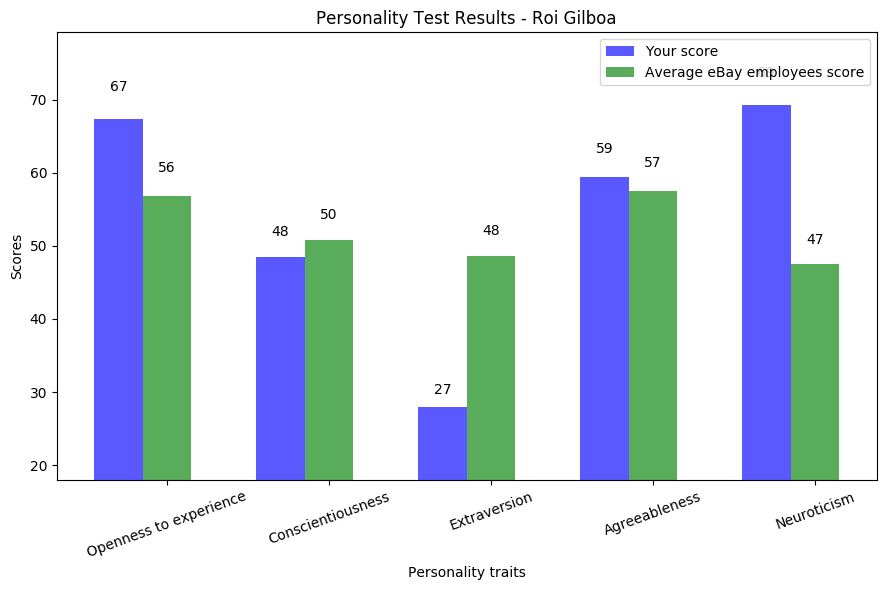 Personality Test Results - Roi Gilboa
Your score
Average eBay employees score
67
56
48
50
27
48
59
57
47
70
60
50
40
30
20
Scores
Openness to experience
Conscientiousness
Extraversion
Agreeableness
Neuroticism
Personality traits